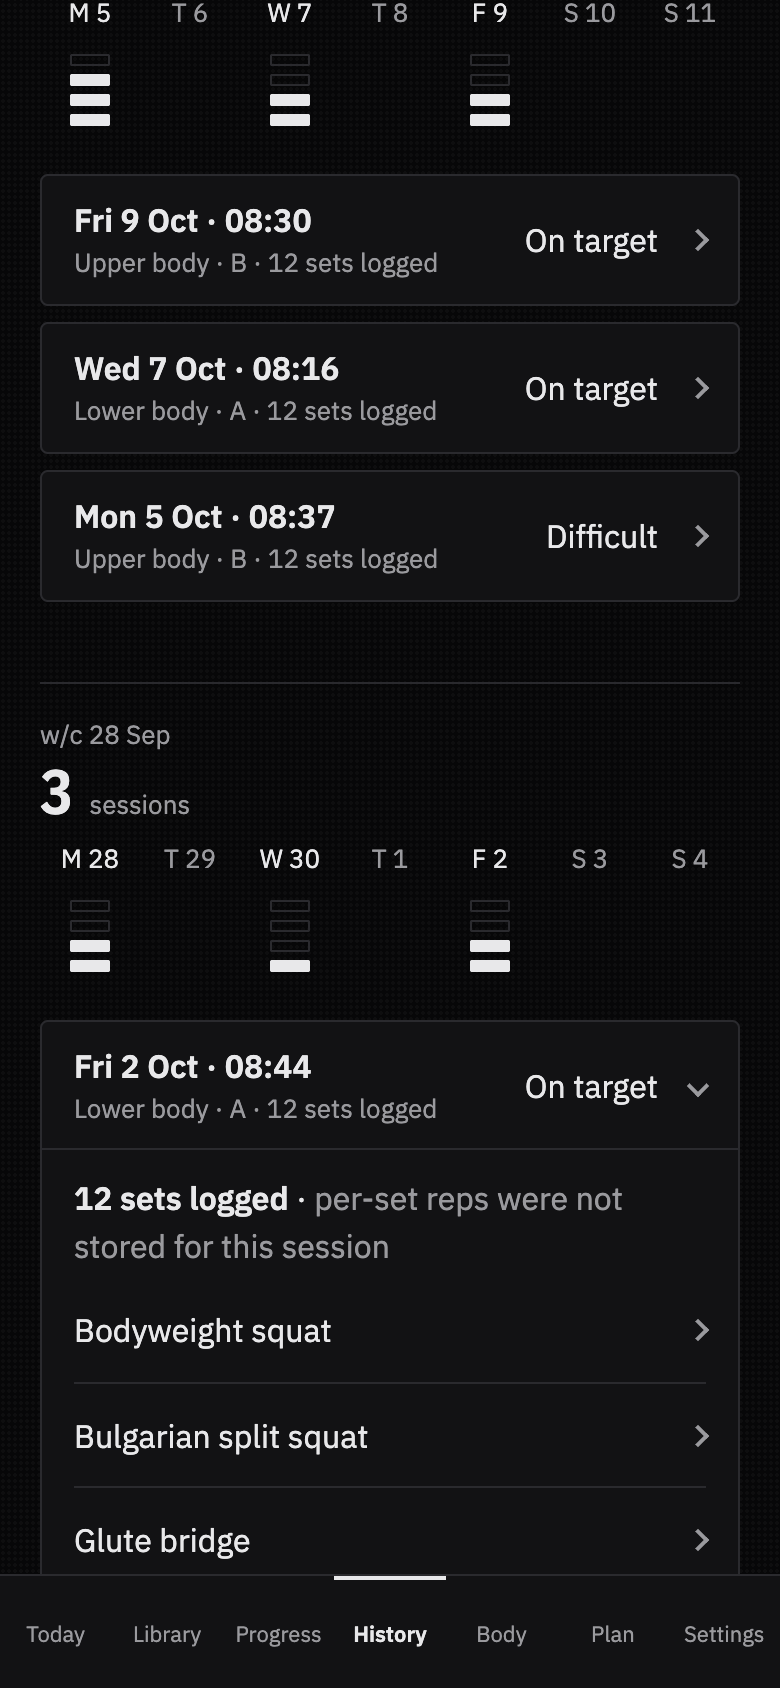 M 5 T 6 W 7 T 8 F 9 S 10 S 11
Fri 9 Oct · 08:30
Upper body · B · 12 sets logged
On target
Wed 7 Oct · 08:16
Lower body · A · 12 sets logged
On target
Mon 5 Oct · 08:37
Upper body · B · 12 sets logged
Difficult
w/c 28 Sep
3 sessions
M 28 T 29 W 30 T 1 F 2 S 3 S 4
Fri 2 Oct · 08:44
Lower body · A · 12 sets logged
On target
12 sets logged · per-set reps were not
stored for this session
Bodyweight squat
Bulgarian split squat
Glute bridge
Today Library Progress History Body Plan Settings